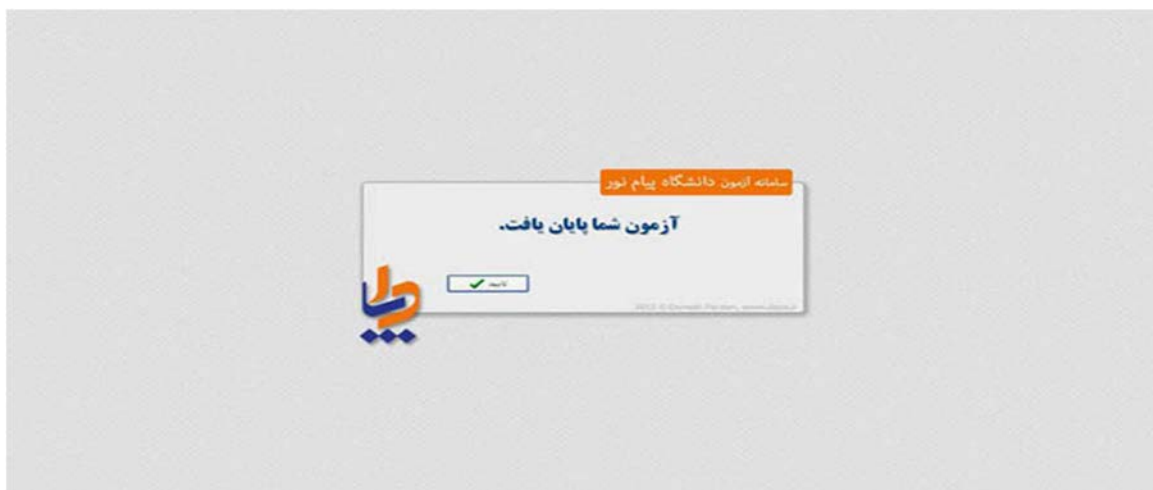 سامانه آزمون دانشگاه پیام نور
آزمون شما پایان یافت.
تایید